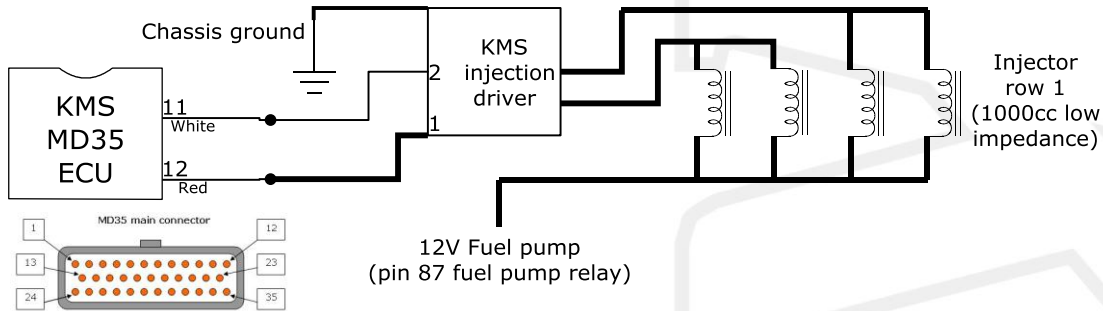 Chassis ground
KMS
injection
driver
2
1
Injector
row 1
(1000cc low
impedance)
KMS
MD35
ECU
11
White
12
Red
MD35 main connector
1
12
13
23
24
35
12V Fuel pump
(pin 87 fuel pump relay)